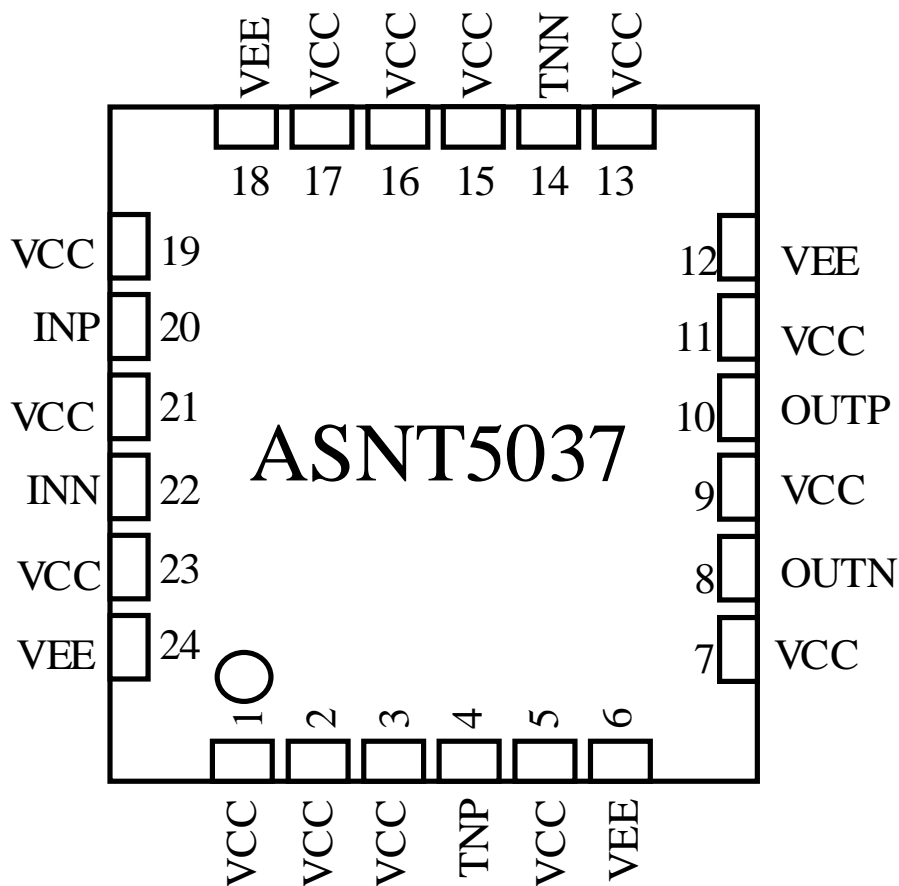 VEE VCC VCC VCC TNN VCC
18 17 16 15 14 13
VCC 19
12 VEE
INP 20
11 VCC
VCC 21
10 OUTP
ASNT5037
INN 22
9 VCC
VCC 23
8 OUTN
VEE 24
7 VCC
1 2 3 4 5 6
VCC VCC VCC TNP VCC VEE